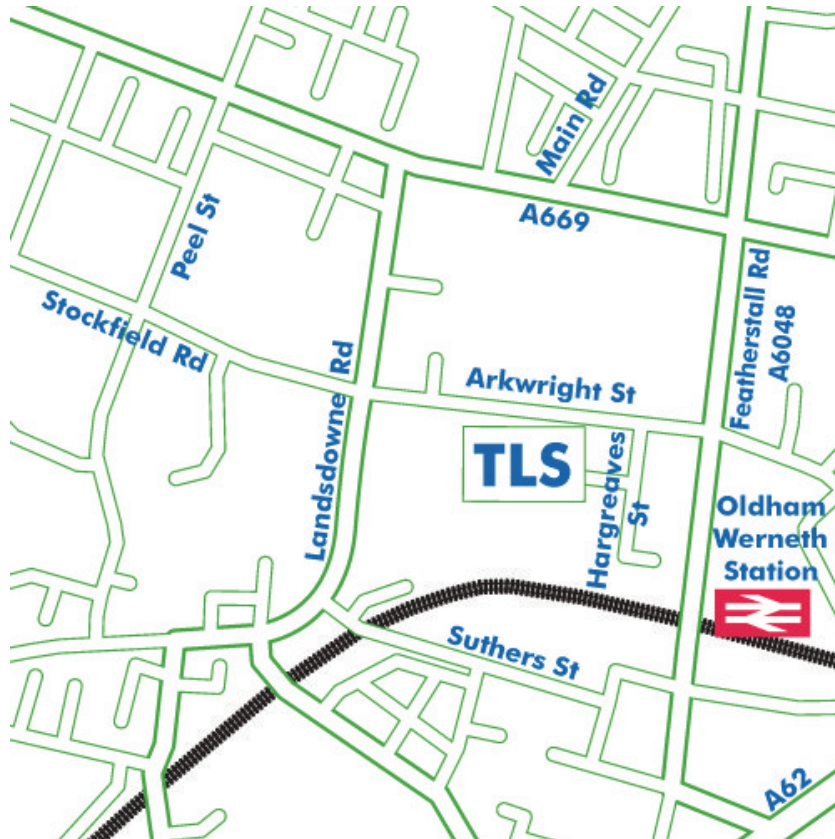 Main Rd
A669
Peel St
Stockfield Rd
Landsdowne Rd
Featherstall Rd
A6048
Arkwright St
TLS
Hargreaves
St
Oldham
Werneth
Station
Suthers St
A62